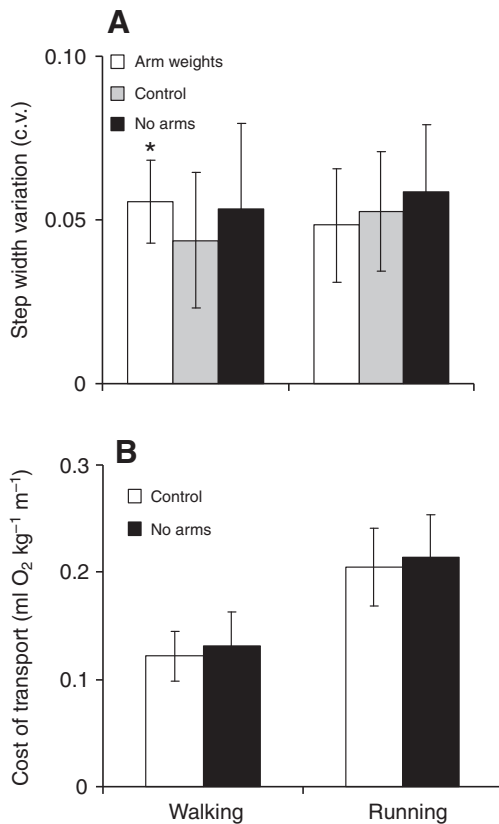 A
0.10
Arm weights
Control
No arms
*
0.05
0
Step width variation (c.v.)
B
0.3
Control
No arms
0.2
0.1
0
Cost of transport (ml O₂ kg⁻¹ m⁻¹)
Walking Running